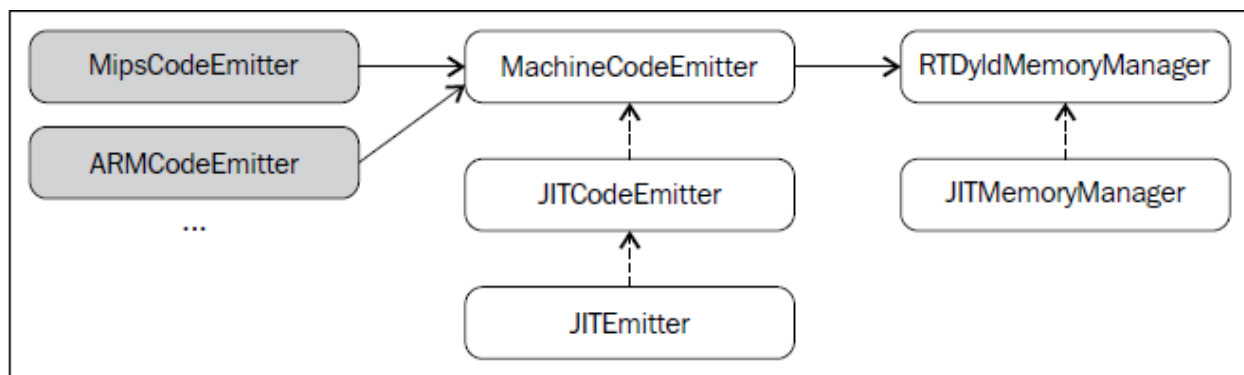 MipsCodeEmitter
MachineCodeEmitter
RTDyldMemoryManager
ARMCodeEmitter
JITCodeEmitter
JITMemoryManager
...
JITEmitter